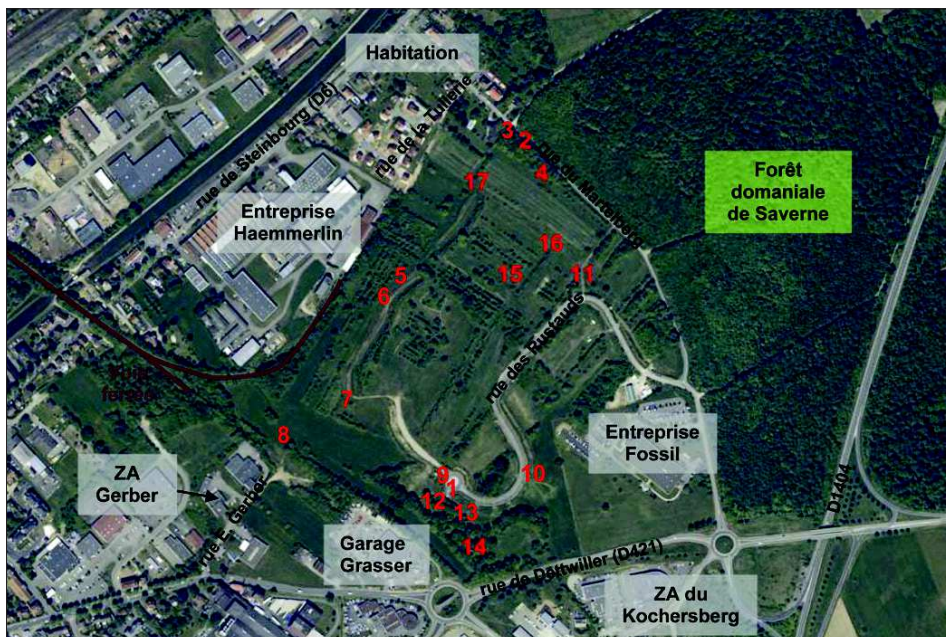 Habitation
rue de Steinbourg (D6)
rue de la Tuilerie
3
2
rue du Martelberg
4
17
Forêt
domaniale
de Saverne
Entreprise
Haemmerlin
16
5
15
11
6
rue des Rustauds
Voie
ferrée
7
8
Entreprise
Fossil
ZA
Gerber
rue E. Gerber
9
10
1
12
13
D1404
14
Garage
Grasser
rue de Dettwiller (D421)
ZA du
Kochersberg